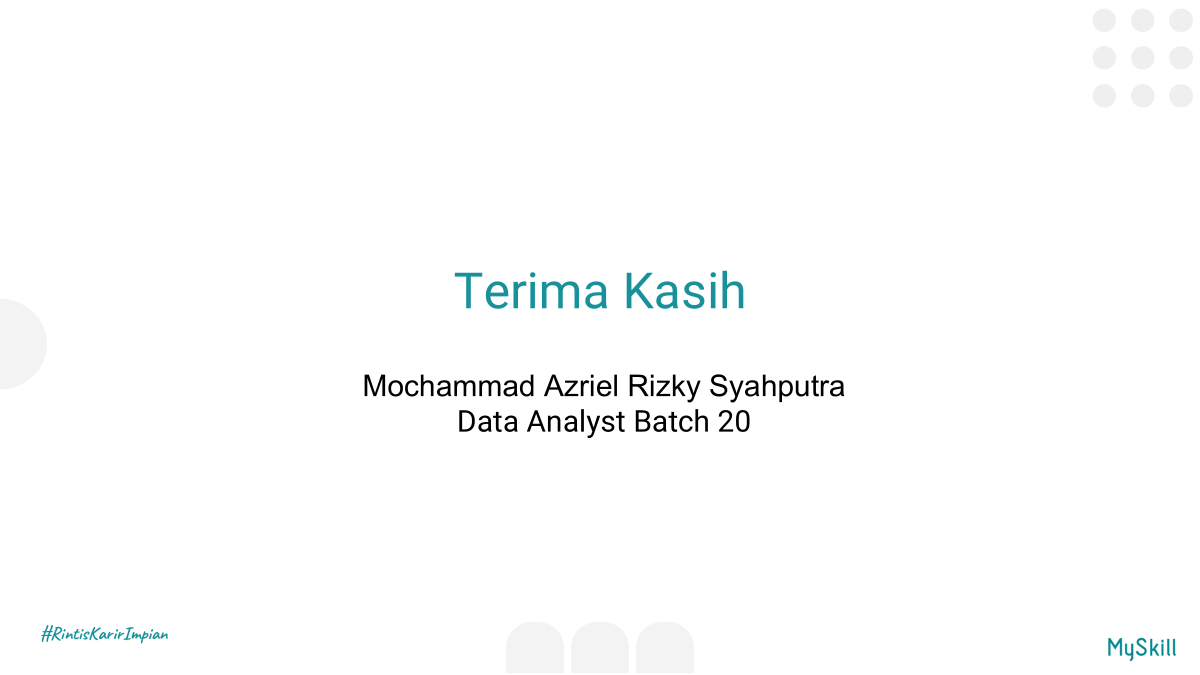 Terima Kasih
Mochammad Azriel Rizky Syahputra
Data Analyst Batch 20
#RintisKarirImpian
MySkill